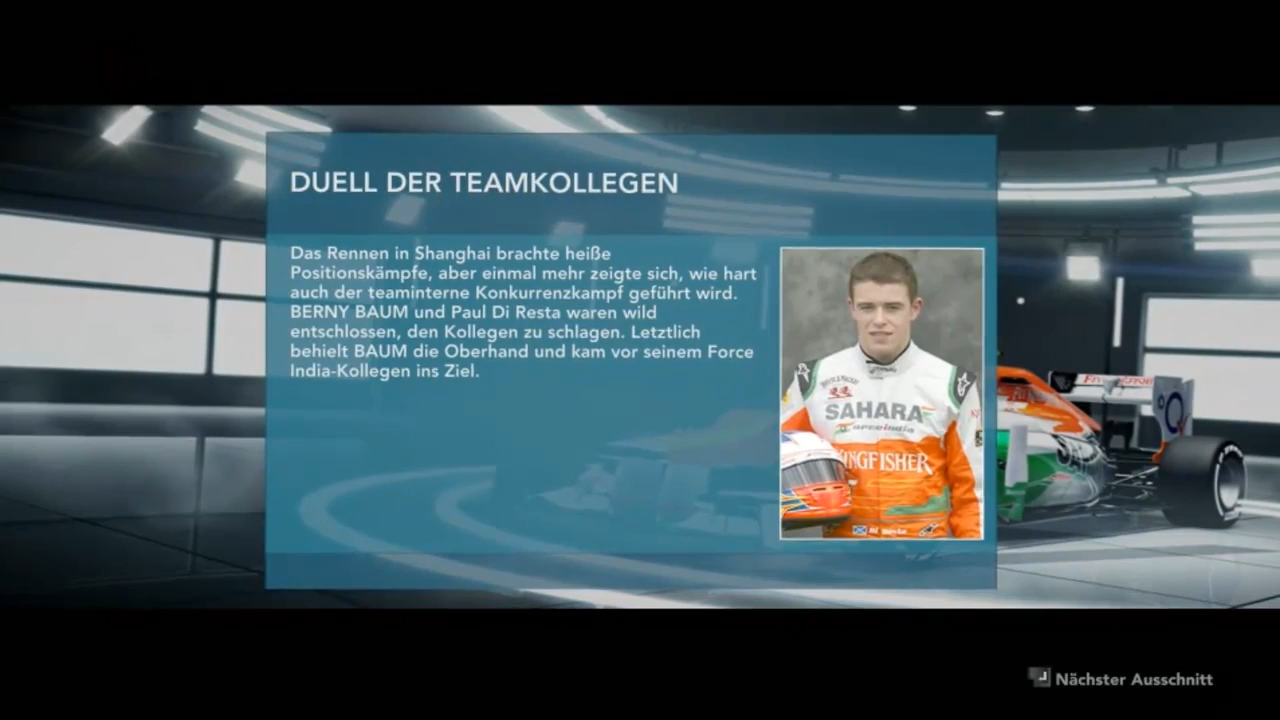 DUELL DER TEAMKOLLEGEN
Das Rennen in Shanghai brachte heiße
Positionskämpfe, aber einmal mehr zeigte sich, wie hart
auch der teaminterne Konkurrenzkampf geführt wird.
BERNY BAUM und Paul Di Resta waren wild
entschlossen, den Kollegen zu schlagen. Letztlich
behielt BAUM die Oberhand und kam vor seinem Force
India-Kollegen ins Ziel.
SAHARA
KINGFISHER
Nächster Ausschnitt